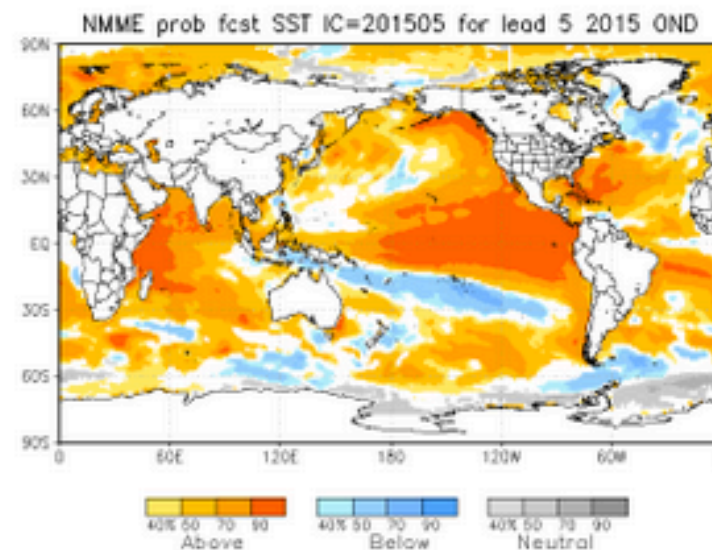 NMME prob fcst SST IC=201505 for lead 5 2015 OND
90N
60N
30N
EQ
30S
60S
90S
0 60E 120E 180 120W 60W
40% 50 70 90 40% 50 70 90 40% 50 70 90
Above Below Neutral